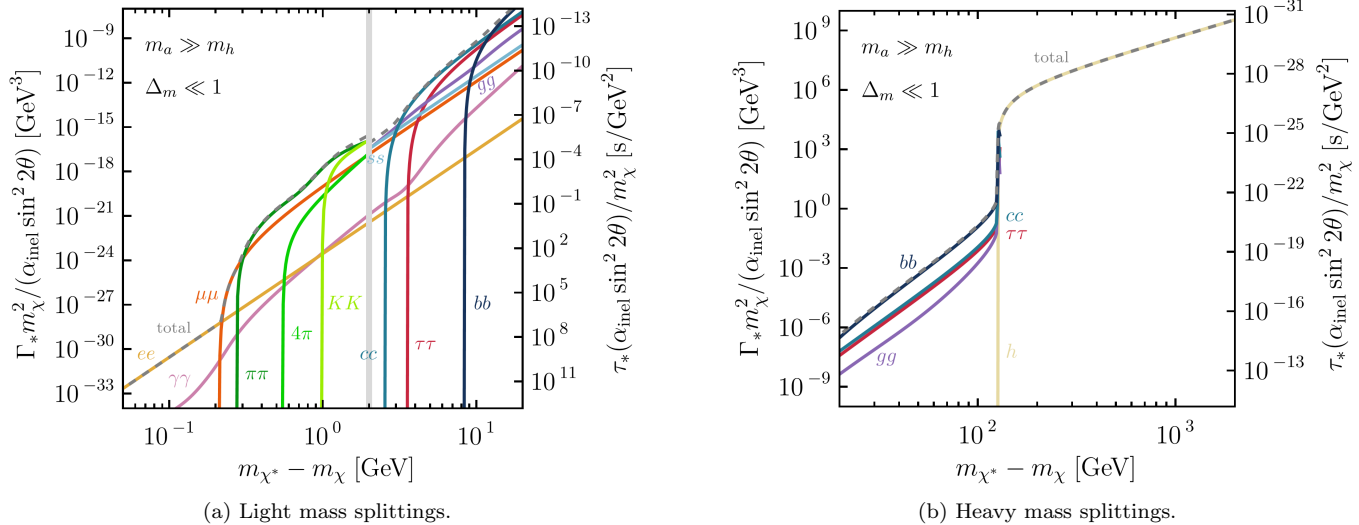 m_a ≫ m_h
Δ_m ≪ 1
Γ_* m_χ^2/(α_inel sin^2 2θ) [GeV^3]
10^−9
10^−12
10^−15
10^−18
10^−21
10^−24
10^−27
10^−30
10^−33
gg
ss
μμ
total
ee
γγ
ππ
4π
KK
cc
ττ
bb
10^−13
10^−10
10^−7
10^−4
10^−1
10^2
10^5
10^8
10^11
τ_*(α_inel sin^2 2θ)/m_χ^2 [s/GeV^2]
10^−1
10^0
10^1
m_χ* − m_χ [GeV]
(a) Light mass splittings.
m_a ≫ m_h
Δ_m ≪ 1
Γ_* m_χ^2/(α_inel sin^2 2θ) [GeV^3]
10^9
10^6
10^3
10^0
10^−3
10^−6
10^−9
total
cc
ττ
bb
gg
h
10^−31
10^−28
10^−25
10^−22
10^−19
10^−16
10^−13
τ_*(α_inel sin^2 2θ)/m_χ^2 [s/GeV^2]
10^2
10^3
m_χ* − m_χ [GeV]
(b) Heavy mass splittings.